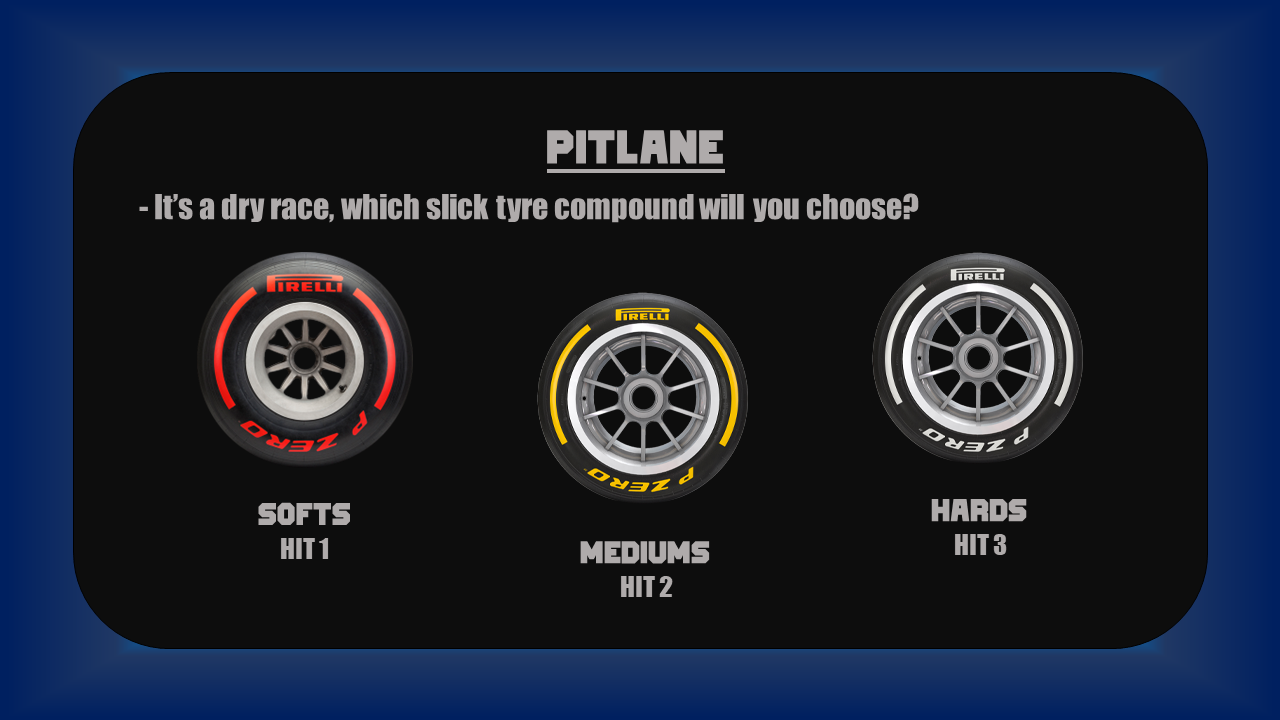 PITLANE
- It's a dry race, which slick tyre compound will you choose?
PIRELLI
P ZERO
SOFTS
HIT 1
PIRELLI
P ZERO
MEDIUMS
HIT 2
PIRELLI
P ZERO
HARDS
HIT 3